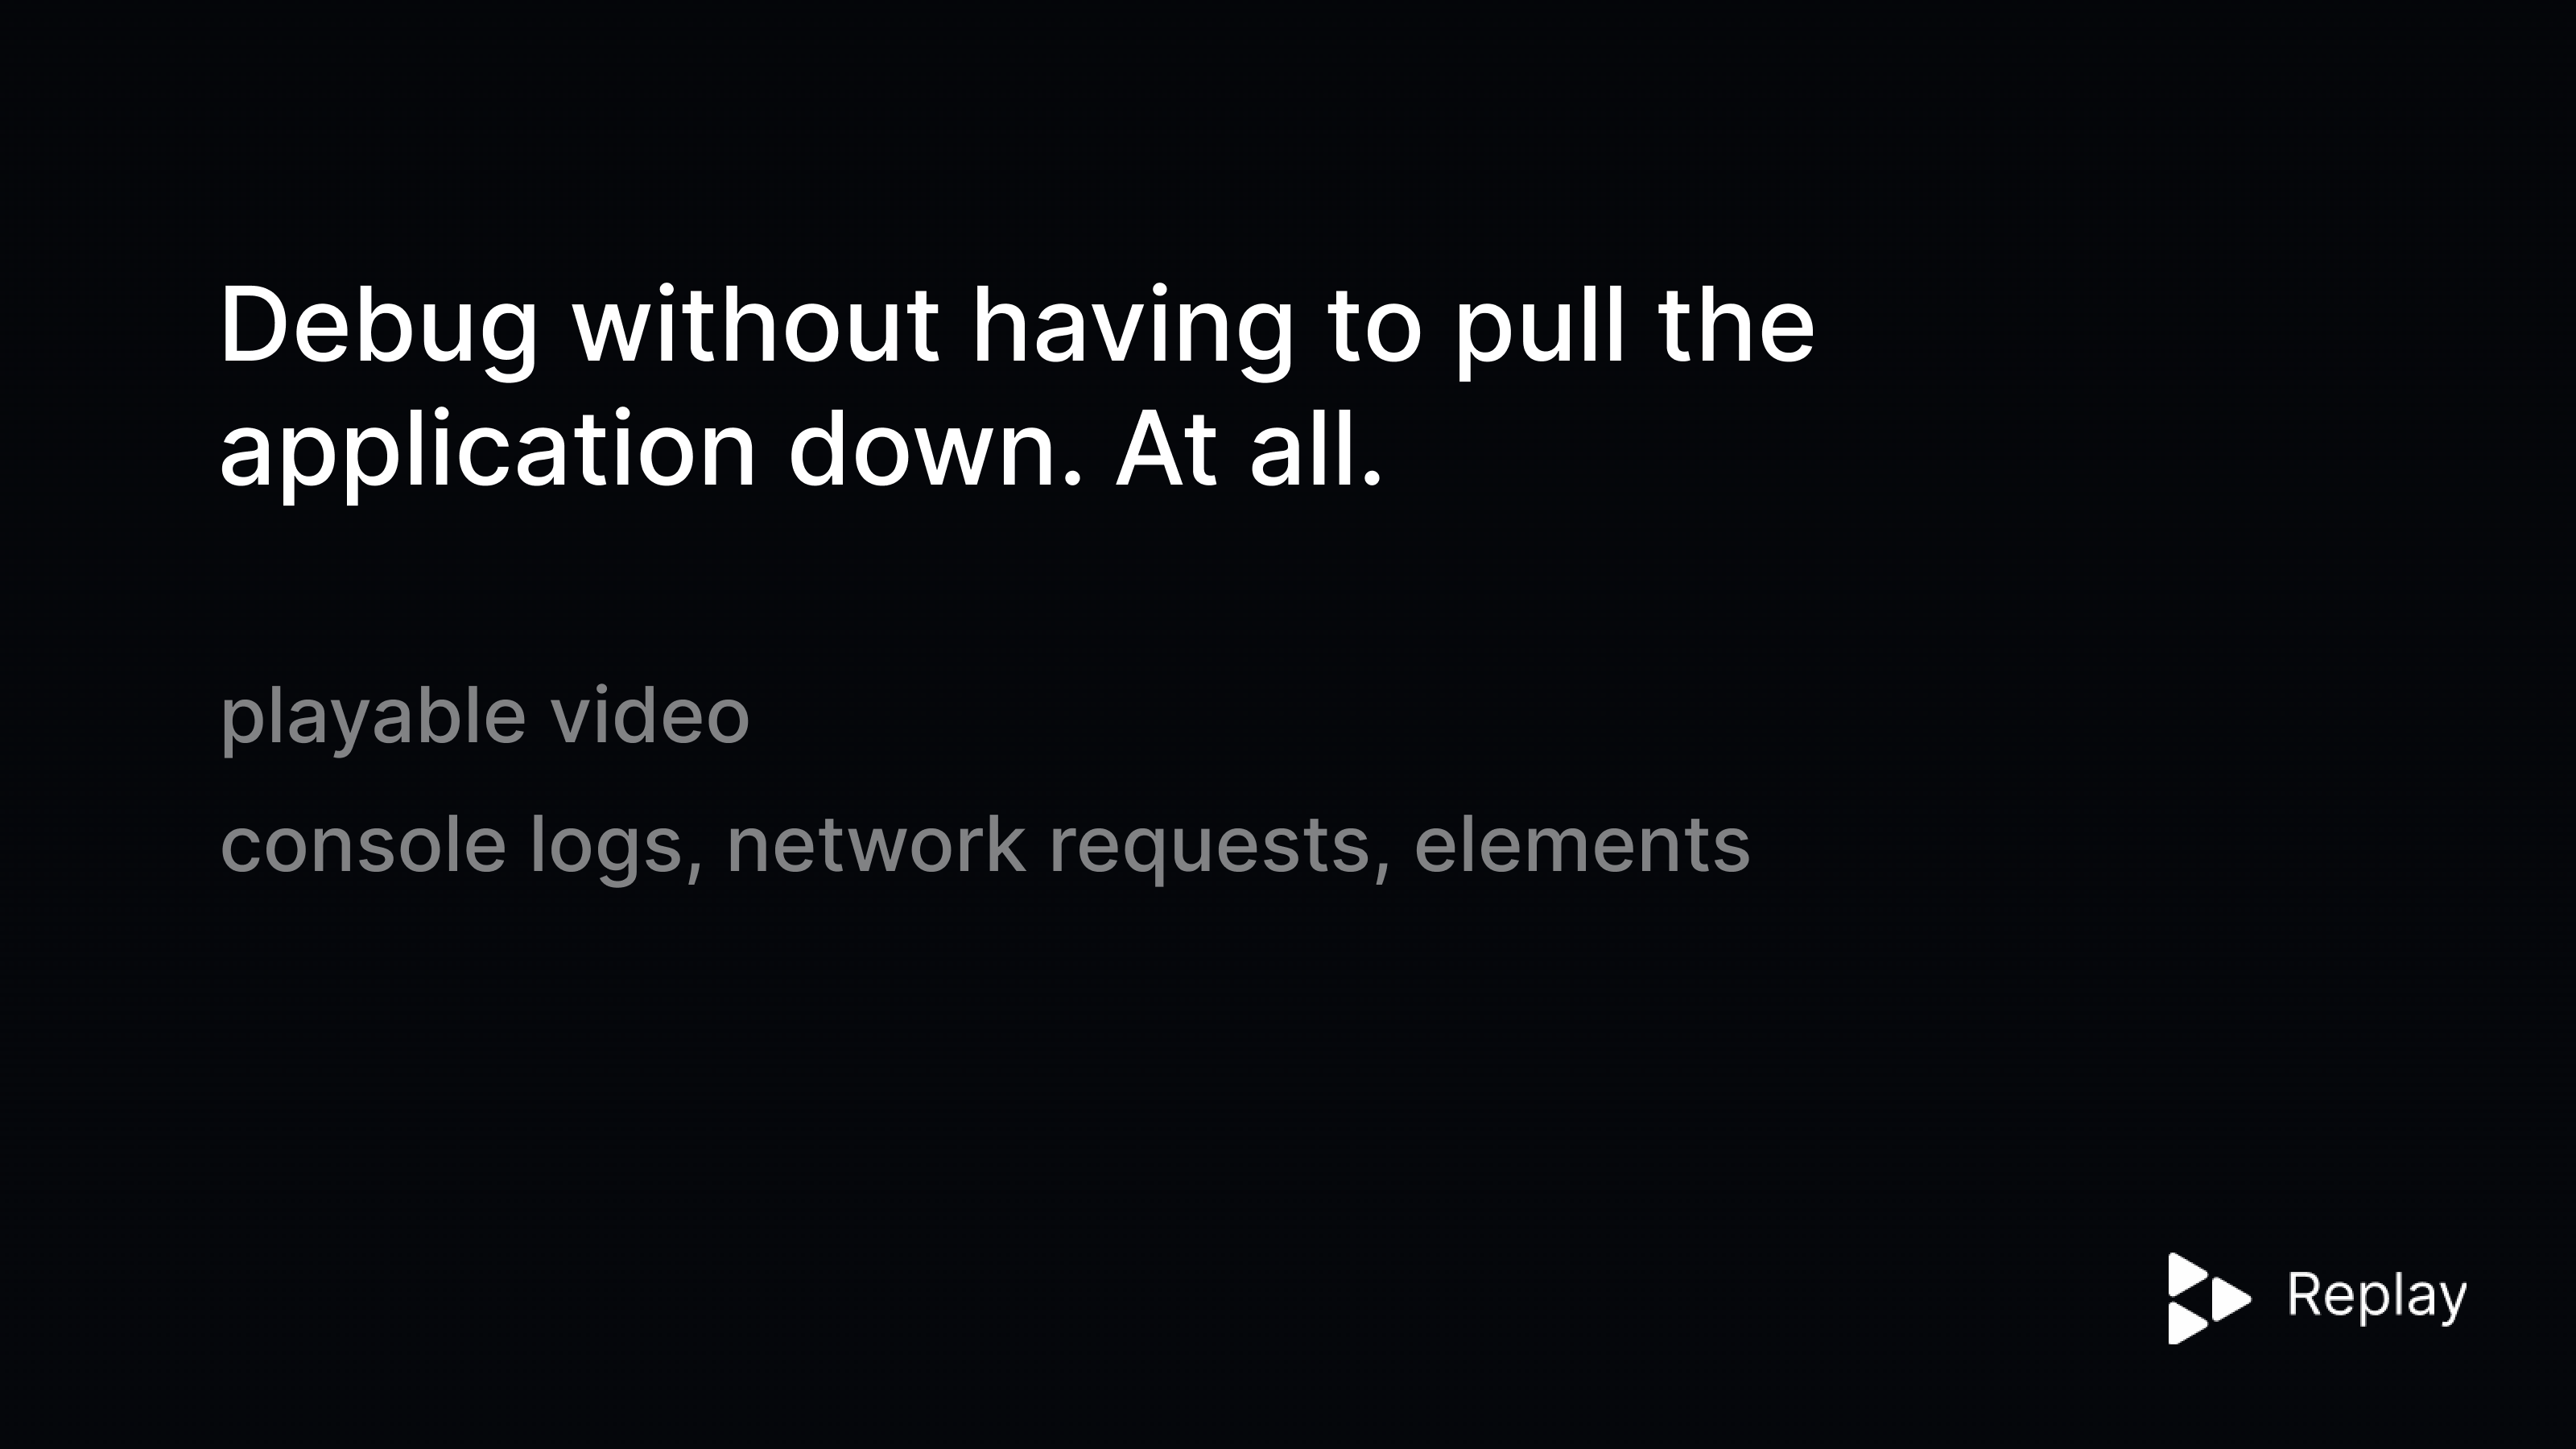 Debug without having to pull the
application down. At all.
playable video
console logs, network requests, elements
Replay